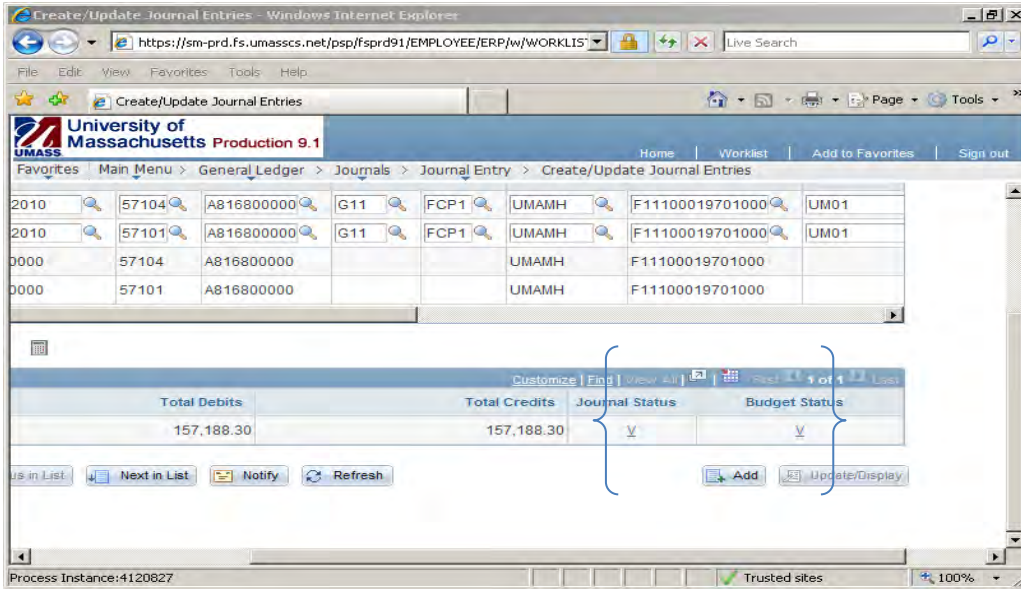 Create/Update Journal Entries - Windows Internet Explorer
https://sm-prd.fs.umasscs.net/psp/fsprd91/EMPLOYEE/ERP/w/WORKLIS
Live Search
File Edit View Favorites Tools Help
Create/Update Journal Entries
Page Tools
University of
Massachusetts Production 9.1
UMASS
Home | Worklist | Add to Favorites | Sign out
Favorites Main Menu > General Ledger > Journals > Journal Entry > Create/Update Journal Entries
2010 57104 A816800000 G11 FCP1 UMAMH F11100019701000 UM01
2010 57101 A816800000 G11 FCP1 UMAMH F11100019701000 UM01
0000 57104 A816800000 UMAMH F11100019701000
0000 57101 A816800000 UMAMH F11100019701000
Customize | Find | View All | | First 1 of 1 Last
Total Debits Total Credits Journal Status Budget Status
157,188.30 157,188.30 V V
us in List Next in List Notify Refresh Add Update/Display
Process Instance:4120827 Trusted sites 100%